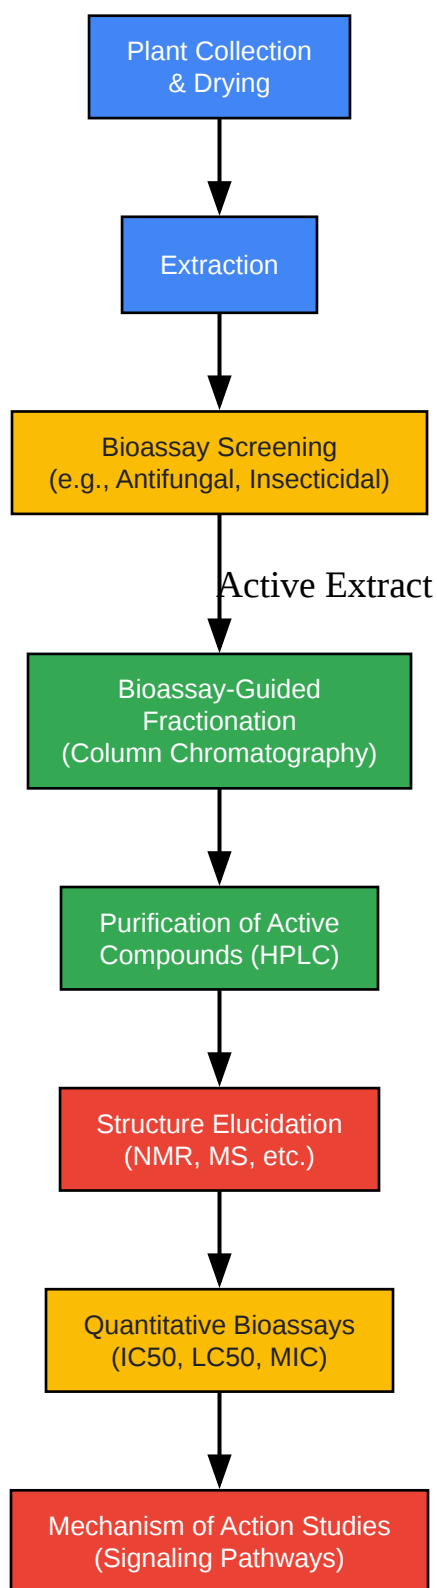 Plant Collection
& Drying
Extraction
Bioassay Screening
(e.g., Antifungal, Insecticidal)
Active Extract
Bioassay-Guided
Fractionation
(Column Chromatography)
Purification of Active
Compounds (HPLC)
Structure Elucidation
(NMR, MS, etc.)
Quantitative Bioassays
(IC50, LC50, MIC)
Mechanism of Action Studies
(Signaling Pathways)